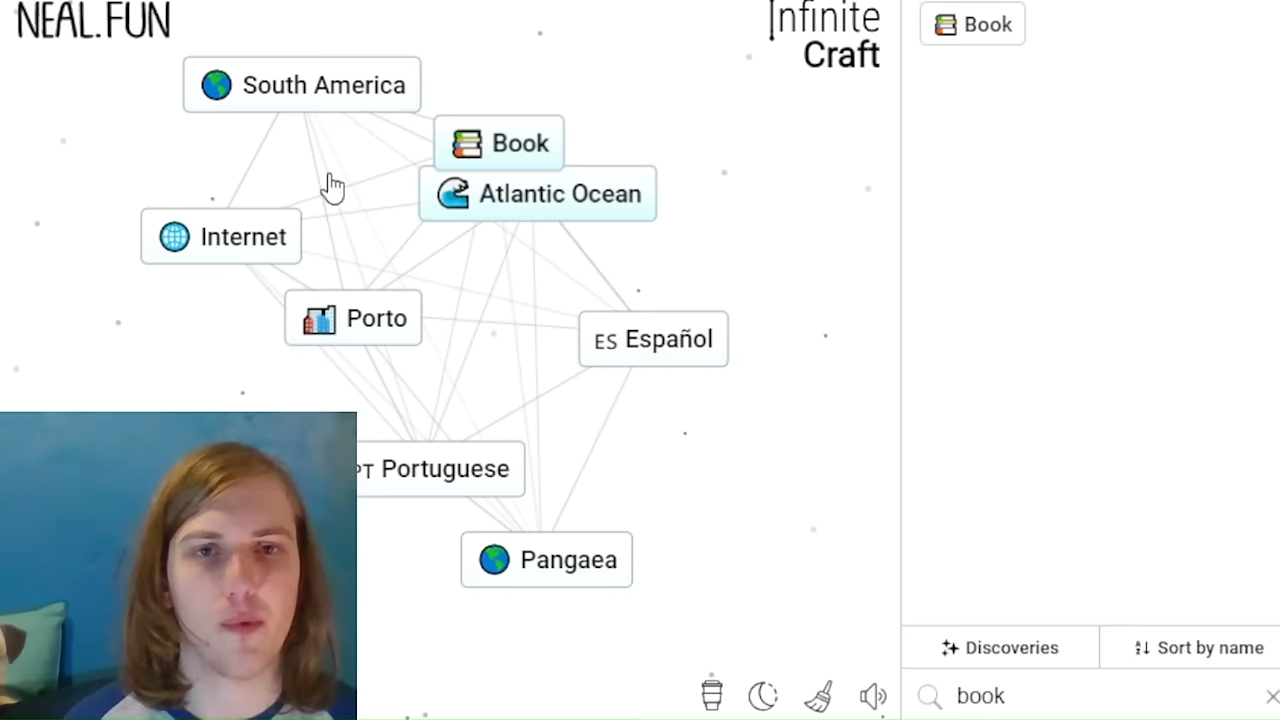 NEAL.FUN
Infinite
Craft
Book
South America
Book
Atlantic Ocean
Internet
Porto
ES Español
PT Portuguese
Pangaea
Discoveries
Sort by name
book